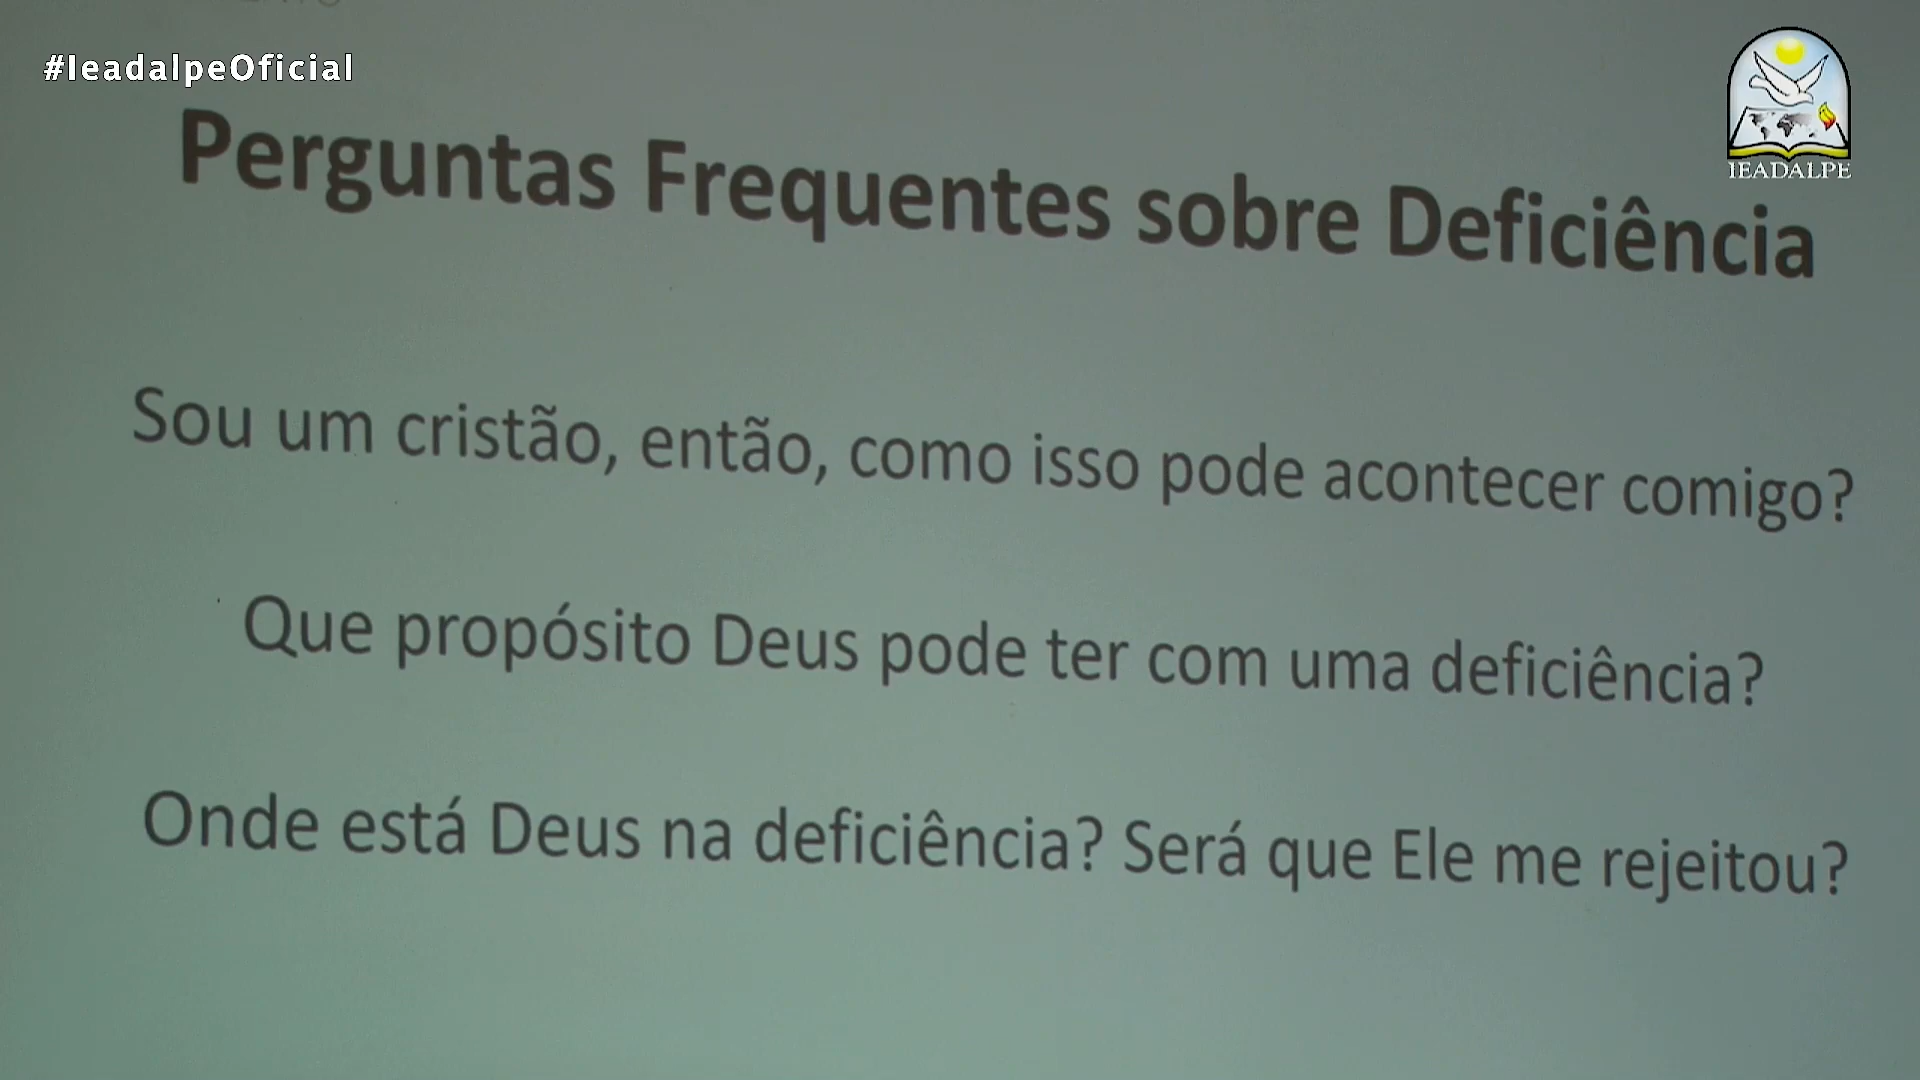 #IeadalpeOficial
IEADALPE
Perguntas Frequentes sobre Deficiência
Sou um cristão, então, como isso pode acontecer comigo?
Que propósito Deus pode ter com uma deficiência?
Onde está Deus na deficiência? Será que Ele me rejeitou?